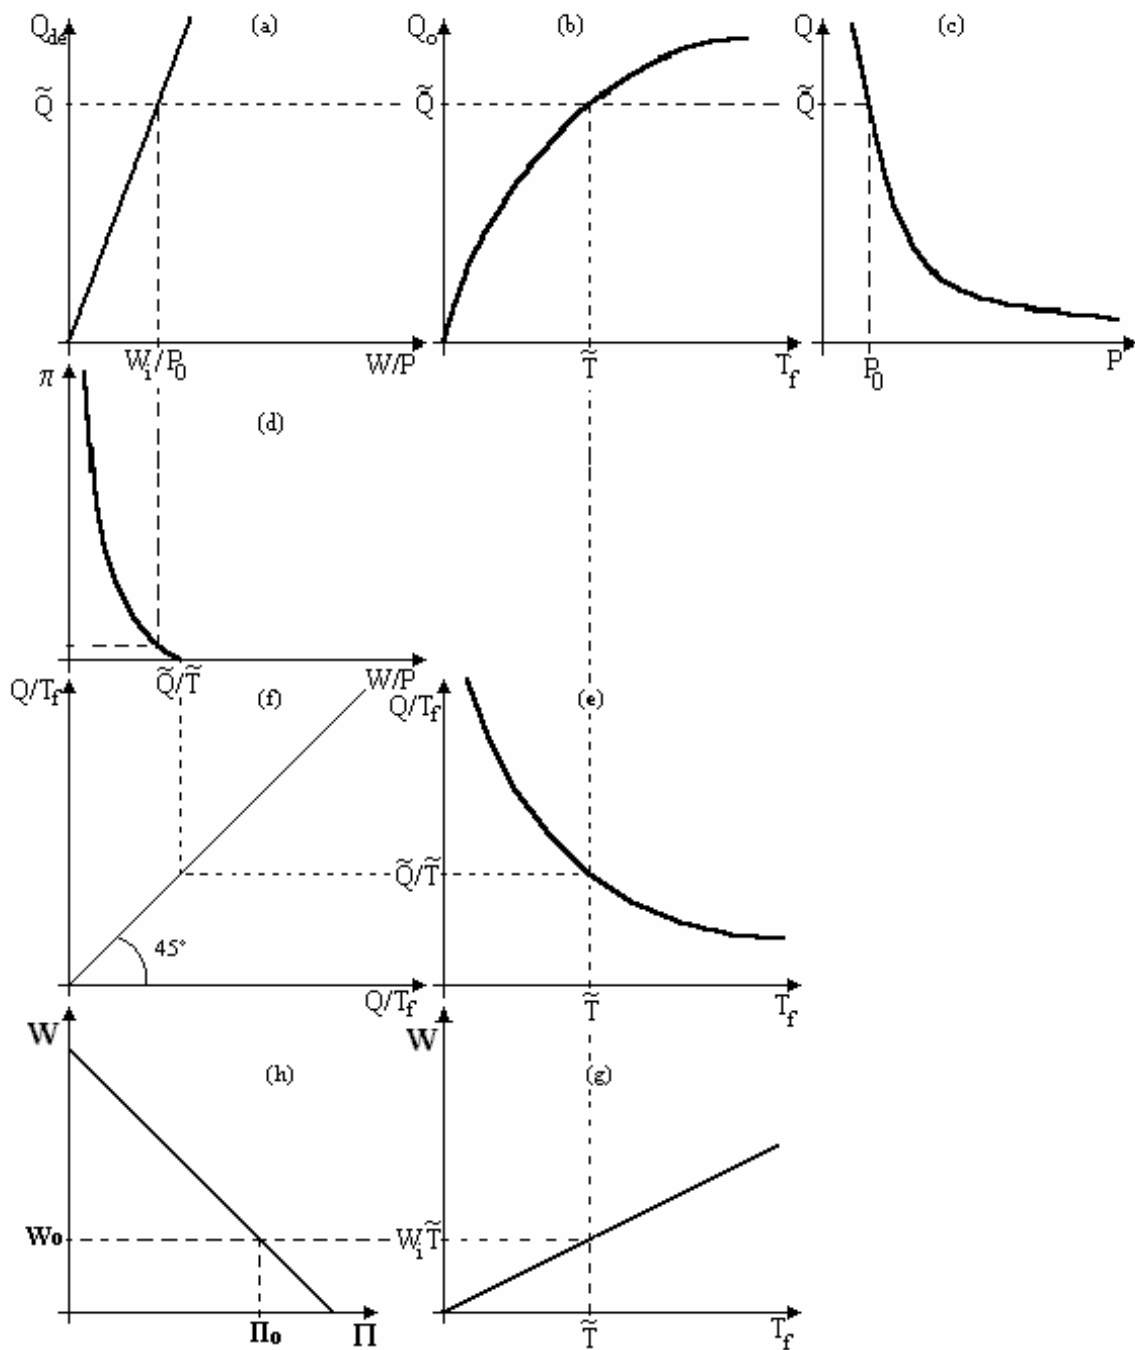 Q_de (a) Q_o (b) Q (c)
Q̃ Q̃ Q̃
W_i/P_0 W/P T̃ T_f P_0 P
π (d)
Q̃/T̃ W/P
Q/T_f (f) Q/T_f (e)
Q̃/T̃
45°
Q/T_f T̃ T_f
W (h) W (g)
Wo W_iT̃
Πo Π T̃ T_f